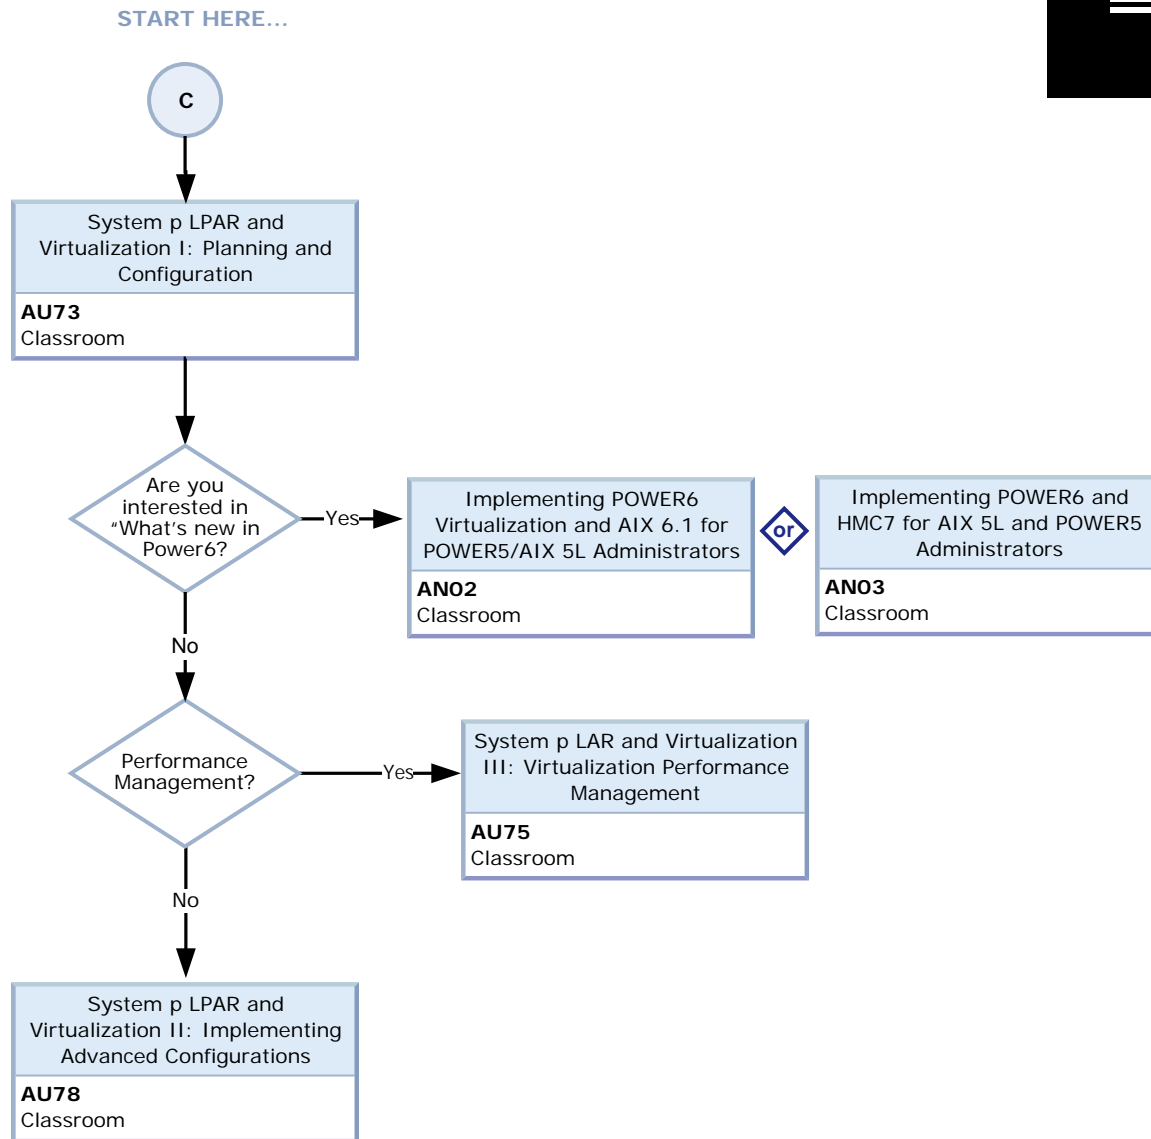 START HERE...
C
System p LPAR and
Virtualization I: Planning and
Configuration
AU73
Classroom
Are you
interested in
“What's new in
Power6?
Yes
Implementing POWER6
Virtualization and AIX 6.1 for
POWER5/AIX 5L Administrators
AN02
Classroom
or
Implementing POWER6 and
HMC7 for AIX 5L and POWER5
Administrators
AN03
Classroom
No
Performance
Management?
Yes
System p LAR and Virtualization
III: Virtualization Performance
Management
AU75
Classroom
No
System p LPAR and
Virtualization II: Implementing
Advanced Configurations
AU78
Classroom